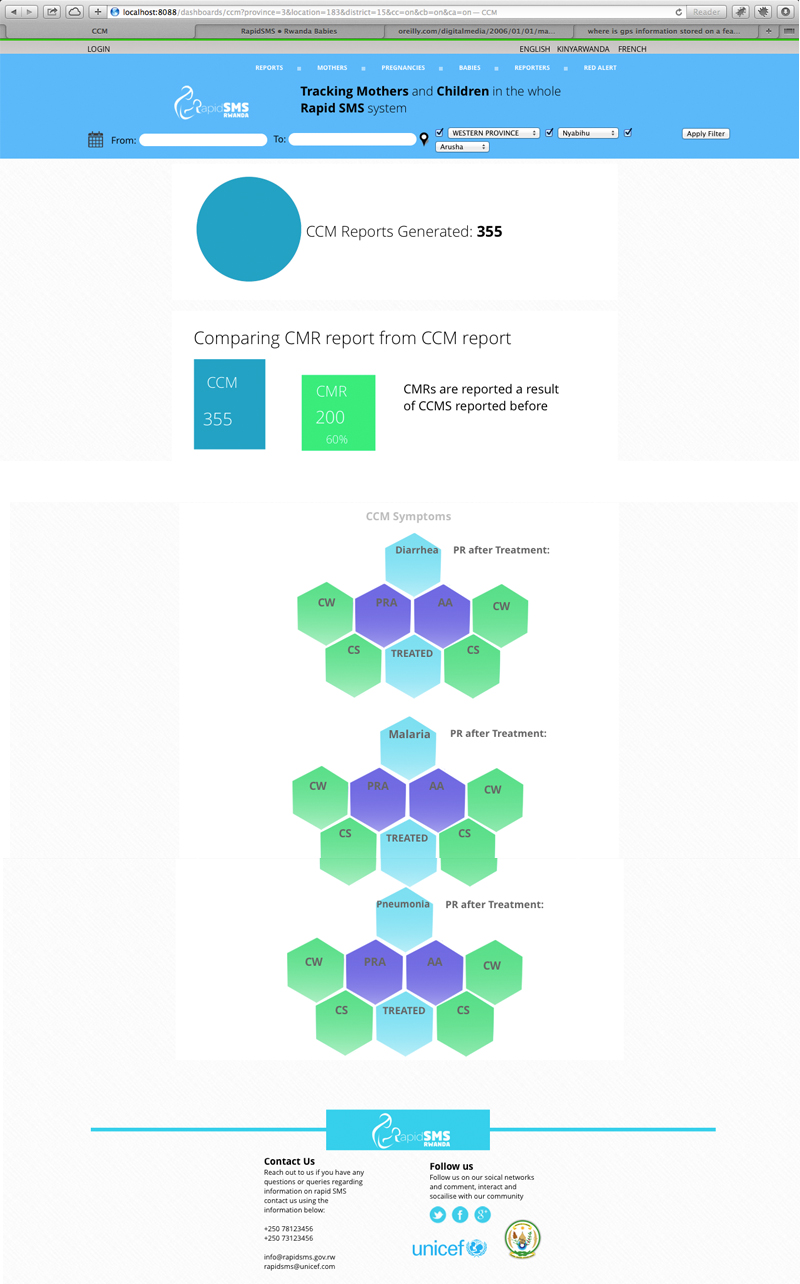 localhost:8088/dashboards/ccm?province=3&location=183&district=15&cc=on&cb=on&ca=on — CCM
Reader
CCM
RapidSMS • Rwanda Babies
oreilly.com/digitalmedia/2006/01/01/ma...
where is gps information stored on a fea...
LOGIN
ENGLISH KINYARWANDA FRENCH
REPORTS MOTHERS PREGNANCIES BABIES REPORTERS RED ALERT
RapidSMS
RWANDA
Tracking Mothers and Children in the whole
Rapid SMS system
From: To: WESTERN PROVINCE Nyabihu Apply Filter
Arusha
CCM Reports Generated: 355
Comparing CMR report from CCM report
CCM
355
CMR
200
60%
CMRs are reported a result
of CCMS reported before
CCM Symptoms
Diarrhea PR after Treatment:
CW PRA AA CW
CS TREATED CS
Malaria PR after Treatment:
CW PRA AA CW
CS TREATED CS
Pneumonia PR after Treatment:
CW PRA AA CW
CS TREATED CS
RapidSMS
RWANDA
Contact Us
Reach out to us if you have any
questions or queries regarding
information on rapid SMS
contact us using the
information below:
+250 78123456
+250 73123456
info@rapidsms.gov.rw
rapidsms@unicef.com
Follow us
Follow us on our soical networks
and comment, interact and
socailise with our community
unicef